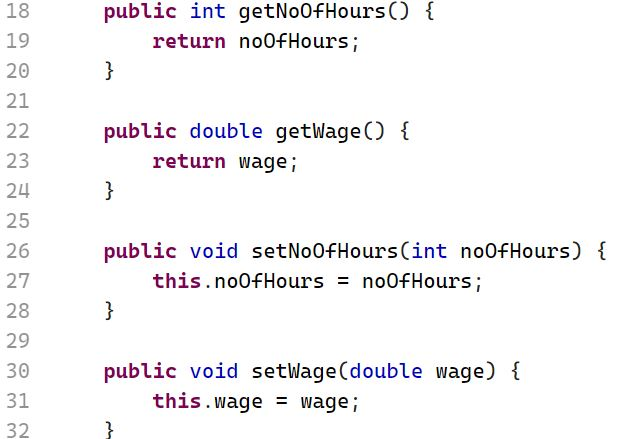 18 public int getNoOfHours() {
19 return noOfHours;
20 }
21
22 public double getWage() {
23 return wage;
24 }
25
26 public void setNoOfHours(int noOfHours) {
27 this.noOfHours = noOfHours;
28 }
29
30 public void setWage(double wage) {
31 this.wage = wage;
32 }